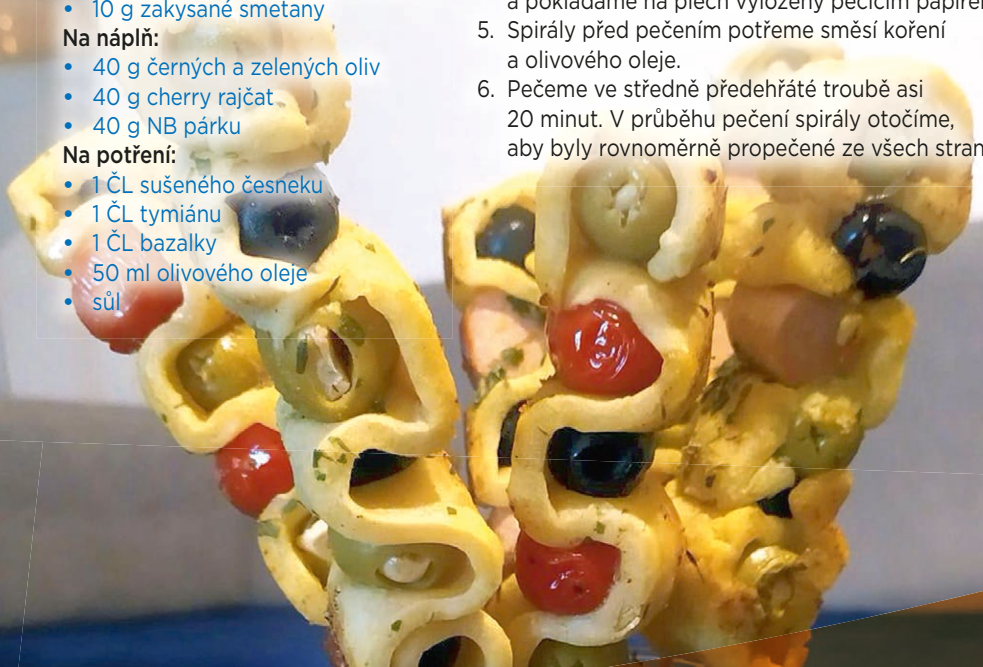 • 10 g zakysané smetany
Na náplň:
• 40 g černých a zelených oliv
• 40 g cherry rajčat
• 40 g NB párku
Na potření:
• 1 ČL sušeného česneku
• 1 ČL tymiánu
• 1 ČL bazalky
• 50 ml olivového oleje
• sůl
a pokládáme na plech vyložený pečicím
5. Spirály před pečením potřeme směsí koření
a olivového oleje.
6. Pečeme ve středně předehřáté troubě asi
20 minut. V průběhu pečení spirály otočíme,
aby byly rovnoměrně propečené ze všech stran